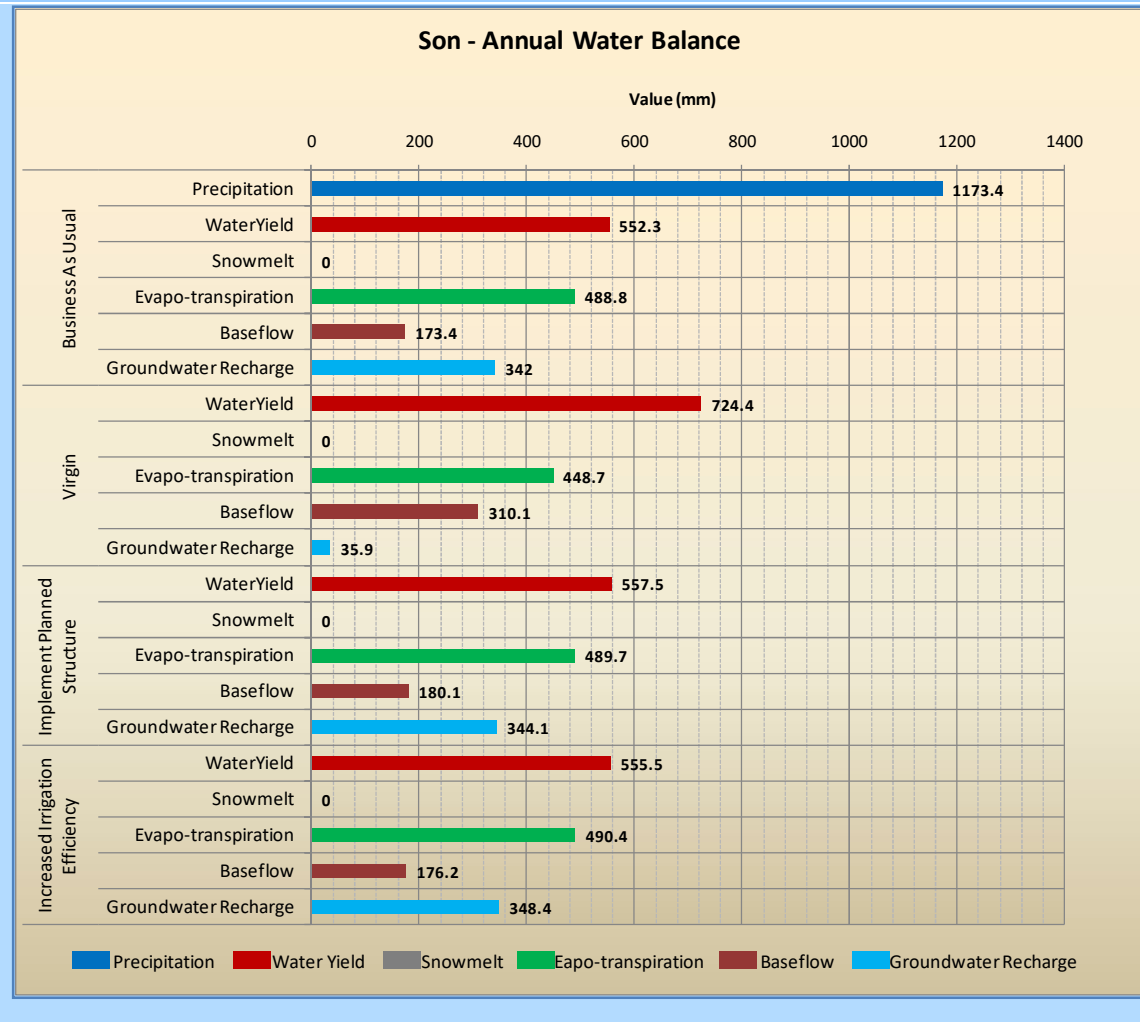 Son - Annual Water Balance
Value (mm)
0 200 400 600 800 1000 1200 1400
Business As Usual
Precipitation 1173.4
WaterYield 552.3
Snowmelt 0
Evapo-transpiration 488.8
Baseflow 173.4
Groundwater Recharge 342
Virgin
WaterYield 724.4
Snowmelt 0
Evapo-transpiration 448.7
Baseflow 310.1
Groundwater Recharge 35.9
Implement Planned
Structure
WaterYield 557.5
Snowmelt 0
Evapo-transpiration 489.7
Baseflow 180.1
Groundwater Recharge 344.1
Increased Irrigation
Efficiency
WaterYield 555.5
Snowmelt 0
Evapo-transpiration 490.4
Baseflow 176.2
Groundwater Recharge 348.4
Precipitation Water Yield Snowmelt Eapo-transpiration Baseflow Groundwater Recharge